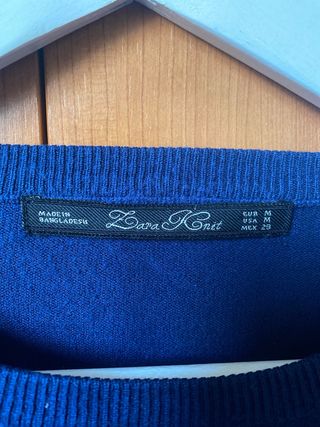 MADE IN
BANGLADESH
Zara Knit
EUR M
USA M
MEX 28